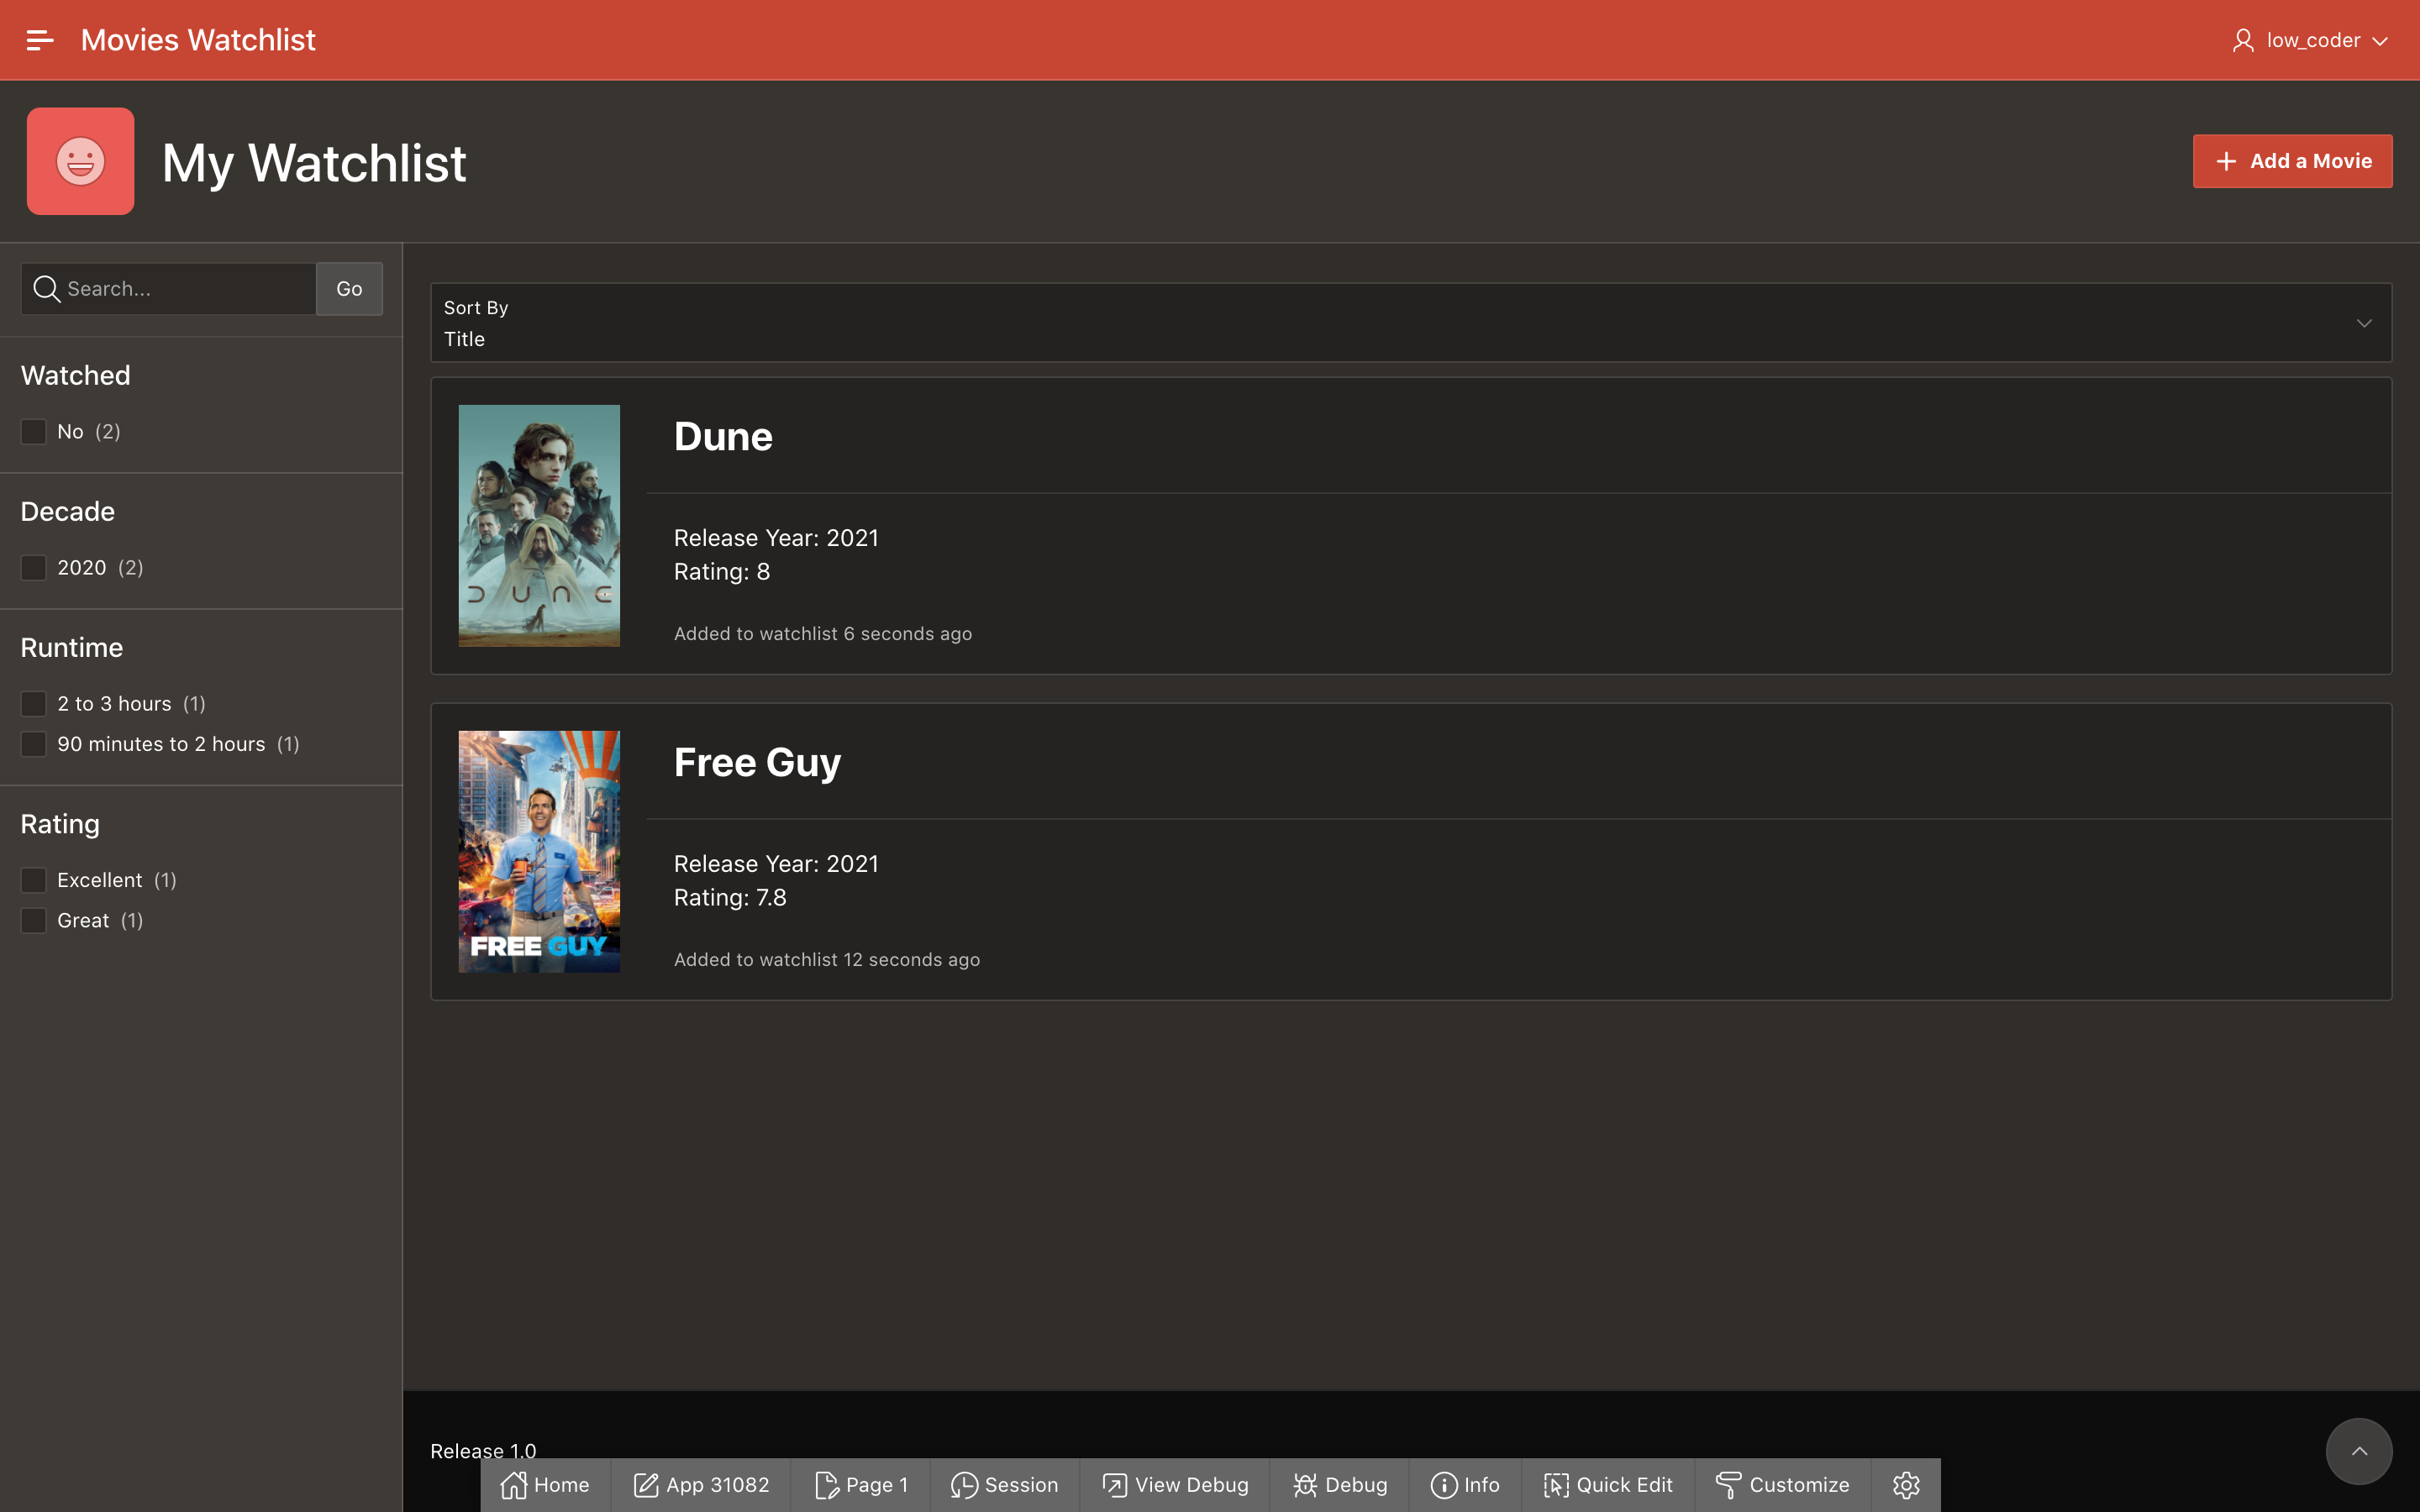 Movies Watchlist
low_coder
My Watchlist
Add a Movie
Search...
Go
Watched
No (2)
Decade
2020 (2)
Runtime
2 to 3 hours (1)
90 minutes to 2 hours (1)
Rating
Excellent (1)
Great (1)
Sort By
Title
DUNE
Dune
Release Year: 2021
Rating: 8
Added to watchlist 6 seconds ago
FREE GUY
Free Guy
Release Year: 2021
Rating: 7.8
Added to watchlist 12 seconds ago
Release 1.0
Home
App 31082
Page 1
Session
View Debug
Debug
Info
Quick Edit
Customize